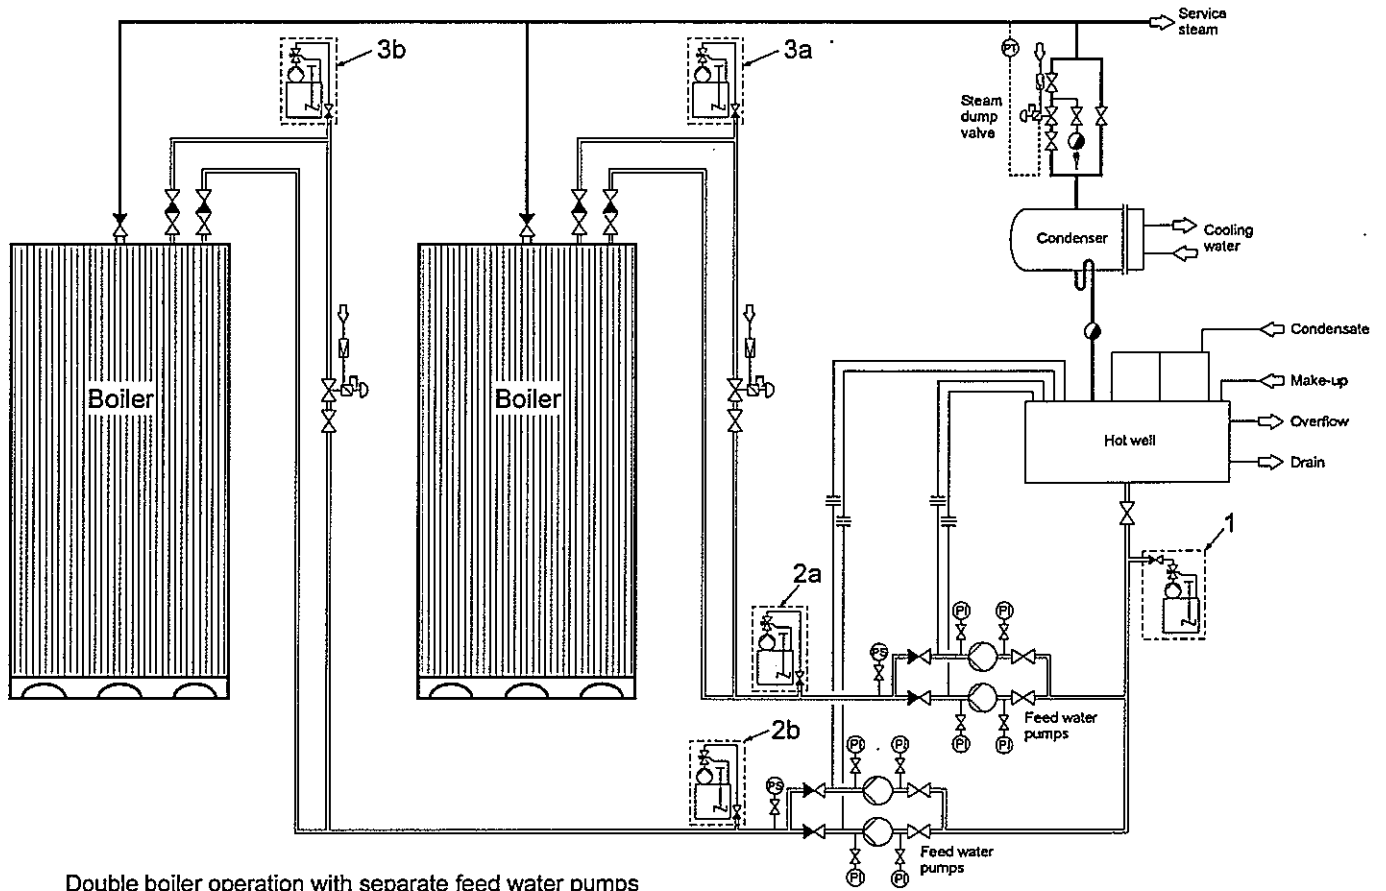 Service
steam
3b
3a
PT
Steam
dump
valve
Condenser
Cooling
water
Boiler
Boiler
Condensate
Make-up
Hot well
Overflow
Drain
1
2a
PI
PI
PS
Feed water
pumps
PI
PI
2b
PI
PI
PS
Feed water
pumps
PI
PI
Double boiler operation with separate feed water pumps